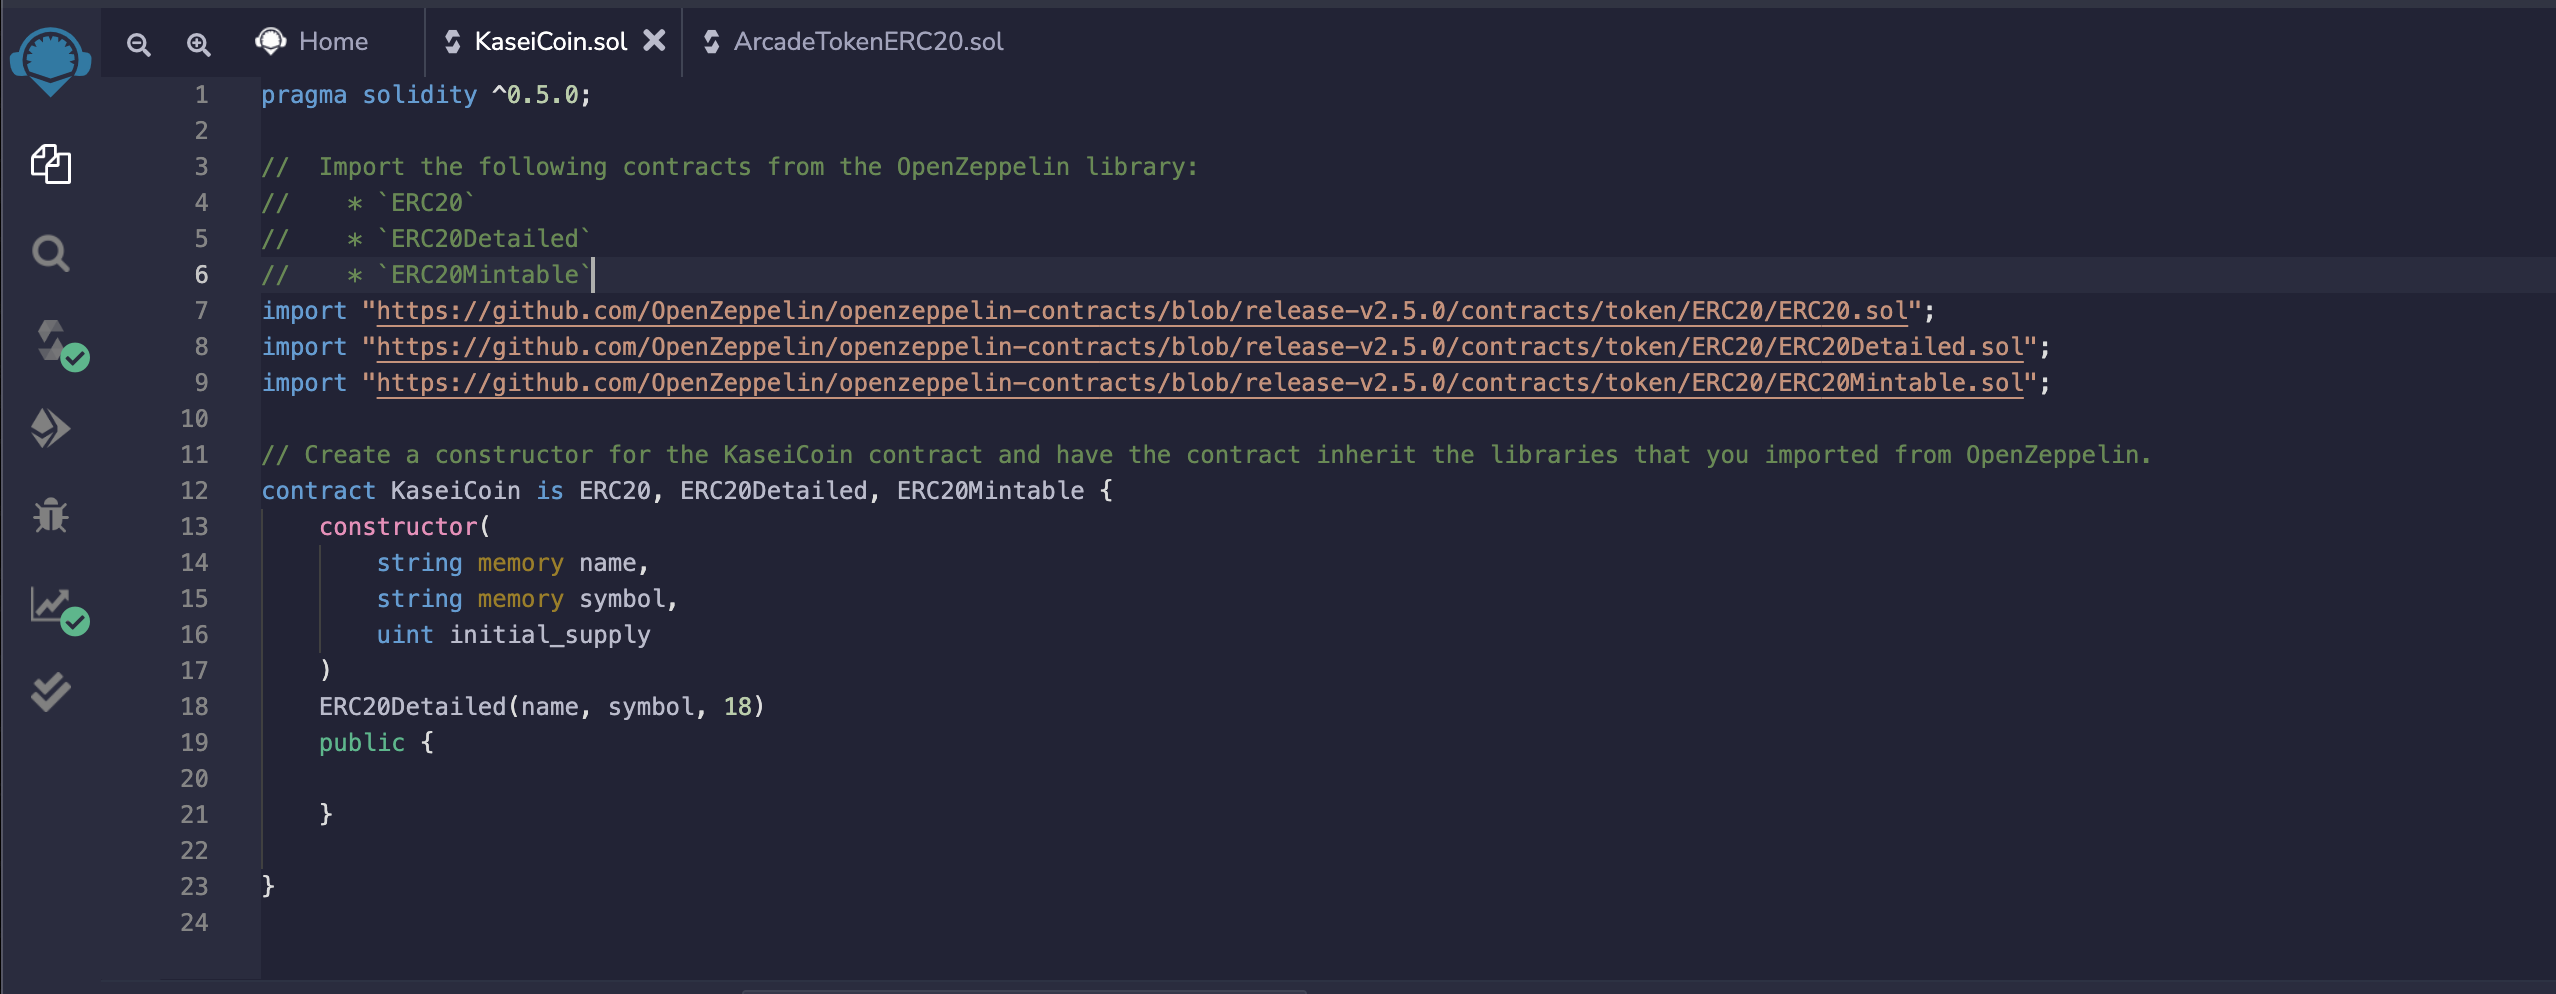 Home KaseiCoin.sol ArcadeTokenERC20.sol
1 pragma solidity ^0.5.0;
2
3 //  Import the following contracts from the OpenZeppelin library:
4 //    * `ERC20`
5 //    * `ERC20Detailed`
6 //    * `ERC20Mintable`
7 import "https://github.com/OpenZeppelin/openzeppelin-contracts/blob/release-v2.5.0/contracts/token/ERC20/ERC20.sol";
8 import "https://github.com/OpenZeppelin/openzeppelin-contracts/blob/release-v2.5.0/contracts/token/ERC20/ERC20Detailed.sol";
9 import "https://github.com/OpenZeppelin/openzeppelin-contracts/blob/release-v2.5.0/contracts/token/ERC20/ERC20Mintable.sol";
10
11 // Create a constructor for the KaseiCoin contract and have the contract inherit the libraries that you imported from OpenZeppelin.
12 contract KaseiCoin is ERC20, ERC20Detailed, ERC20Mintable {
13     constructor(
14         string memory name,
15         string memory symbol,
16         uint initial_supply
17     )
18     ERC20Detailed(name, symbol, 18)
19     public {
20
21     }
22
23 }
24